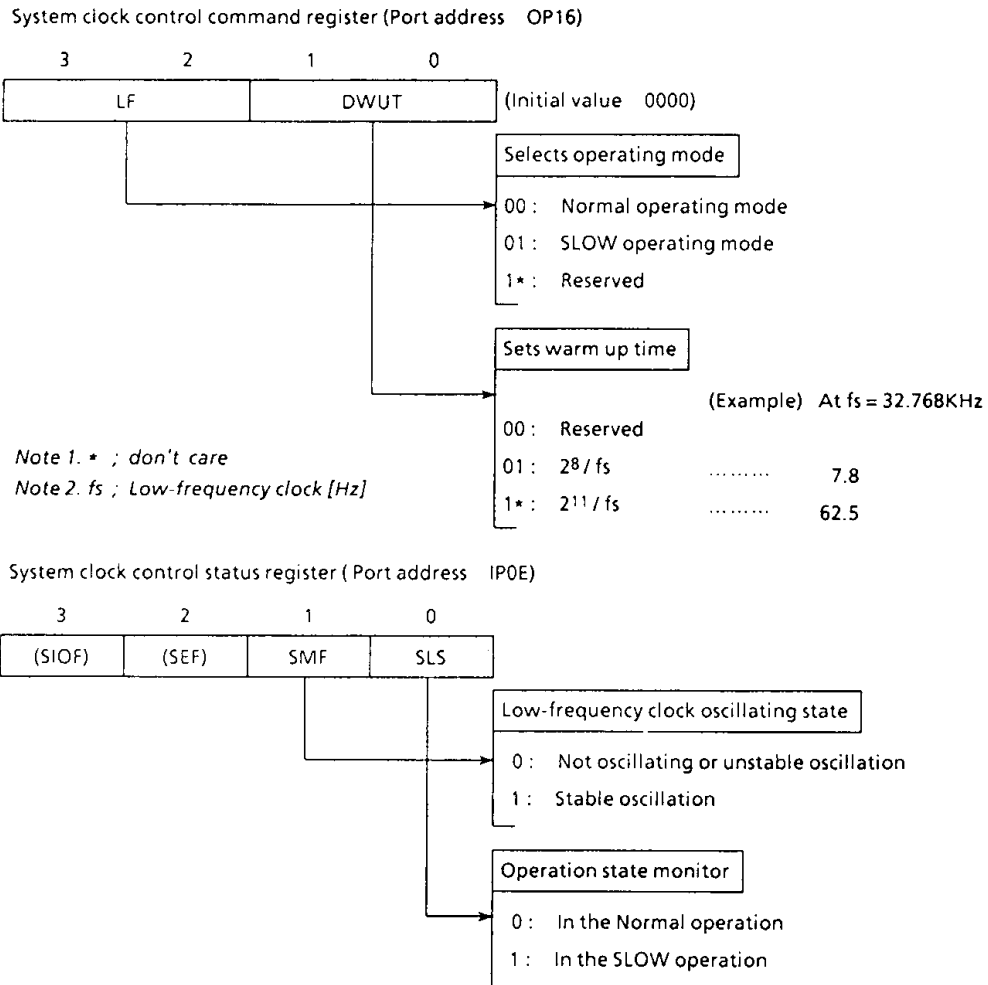 System clock control command register (Port address OP16)
3 2 1 0
LF DWUT (Initial value 0000)
Selects operating mode
00 : Normal operating mode
01 : SLOW operating mode
1* : Reserved
Sets warm up time
(Example) At fs = 32.768KHz
00 : Reserved
01 : 2⁸ / fs ......... 7.8
1* : 2¹¹ / fs ......... 62.5
Note 1. * ; don't care
Note 2. fs ; Low-frequency clock [Hz]
System clock control status register ( Port address IP0E)
3 2 1 0
(SIOF) (SEF) SMF SLS
Low-frequency clock oscillating state
0 : Not oscillating or unstable oscillation
1 : Stable oscillation
Operation state monitor
0 : In the Normal operation
1 : In the SLOW operation